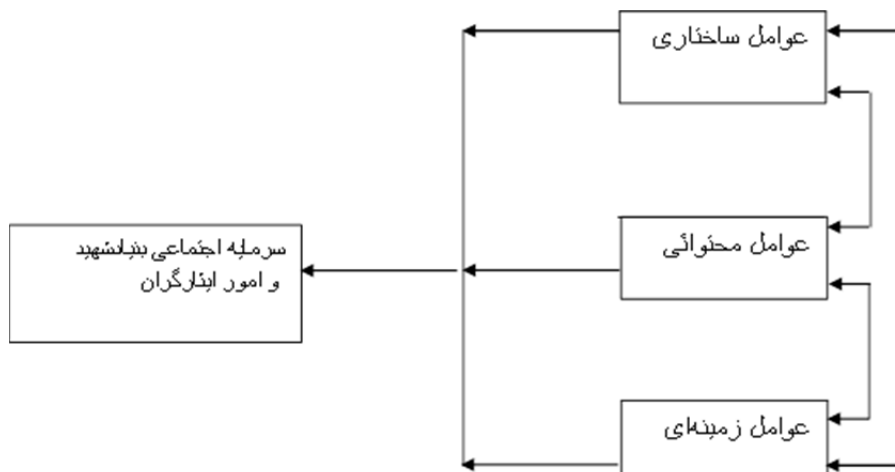 عوامل ساختاری
عوامل محتوائی
سرمایه اجتماعی بنیادشهید
و امور ایثارگران
عوامل زمینه‌ای